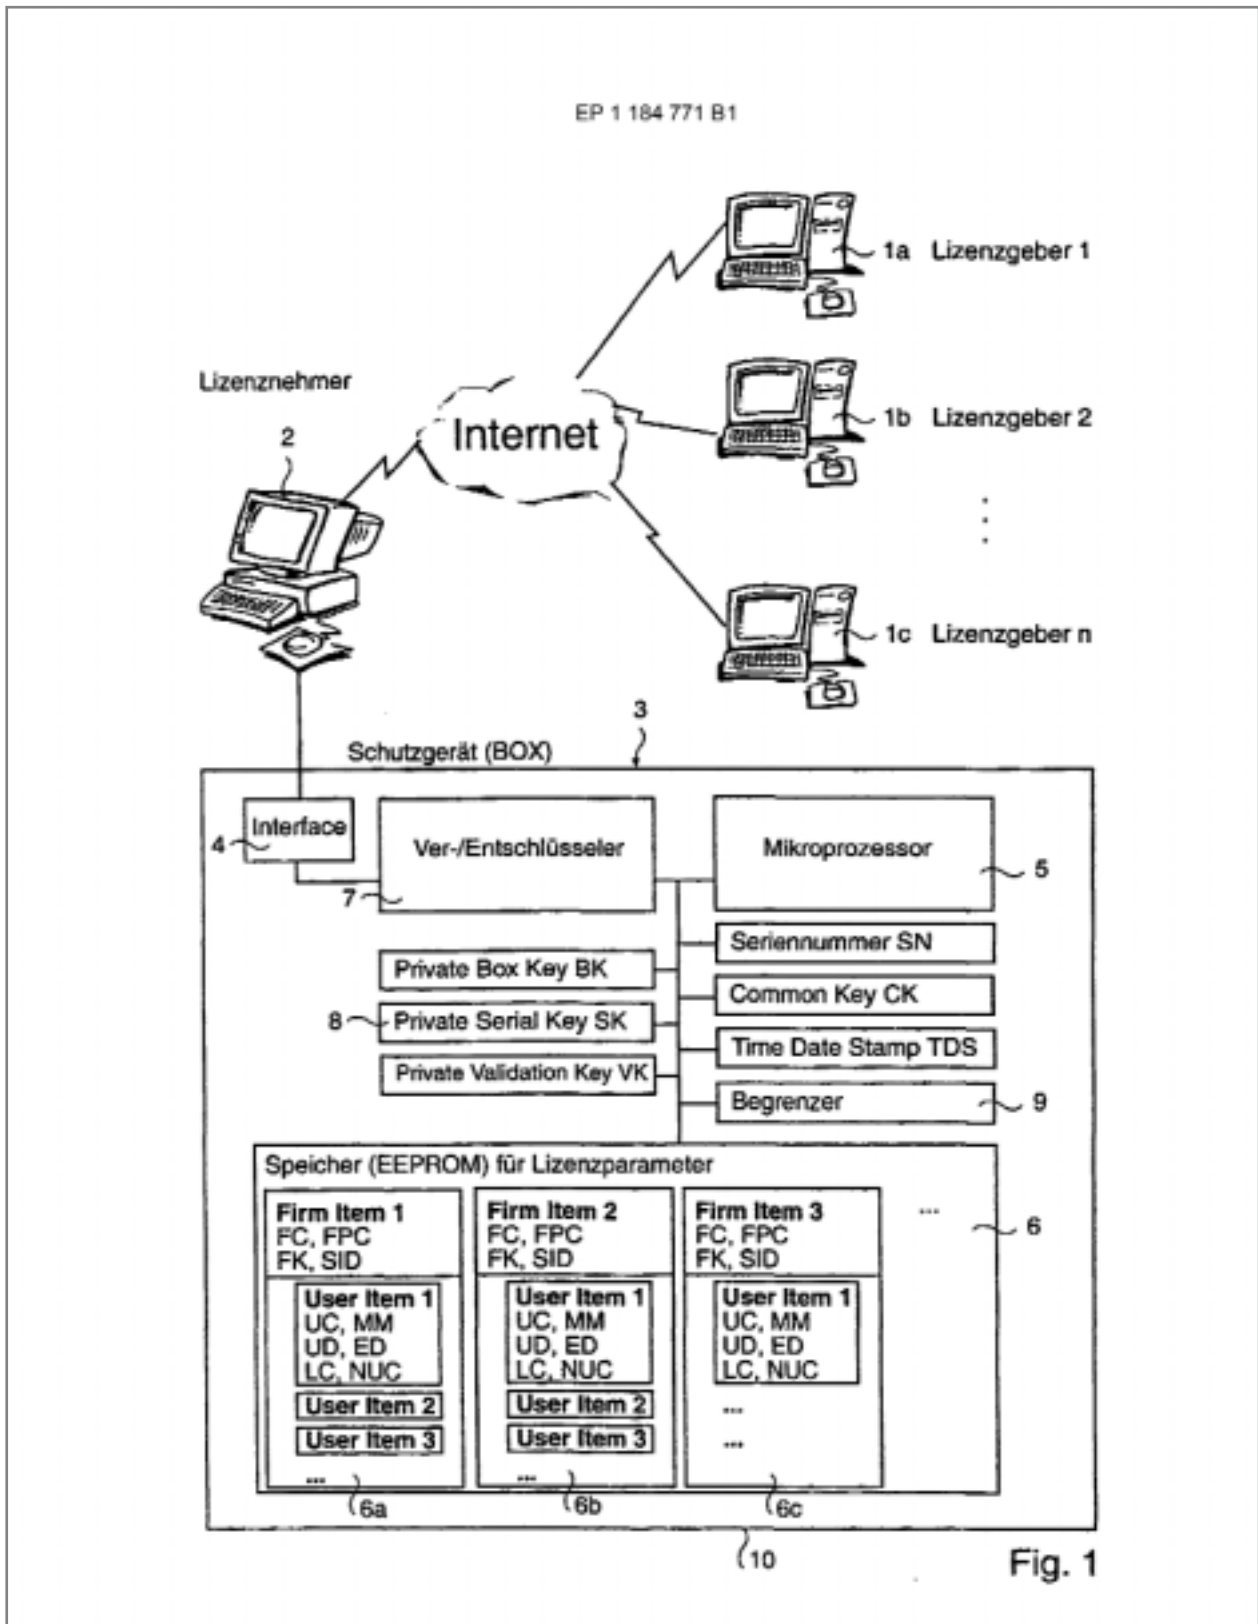 EP 1 184 771 B1
1a Lizenzgeber 1
Lizenznehmer
Internet
1b Lizenzgeber 2
2
1c Lizenzgeber n
3
Schutzgerät (BOX)
Interface
4
Ver-/Entschlüsseler
7
Mikroprozessor
5
Seriennummer SN
Private Box Key BK
Common Key CK
8 Private Serial Key SK
Time Date Stamp TDS
Private Validation Key VK
Begrenzer 9
Speicher (EEPROM) für Lizenzparameter
Firm Item 1
FC, FPC
FK, SID
User Item 1
UC, MM
UD, ED
LC, NUC
User Item 2
User Item 3
...
6a
Firm Item 2
FC, FPC
FK, SID
User Item 1
UC, MM
UD, ED
LC, NUC
User Item 2
User Item 3
...
6b
Firm Item 3
FC, FPC
FK, SID
User Item 1
UC, MM
UD, ED
LC, NUC
...
...
6c
...
6
10
Fig. 1